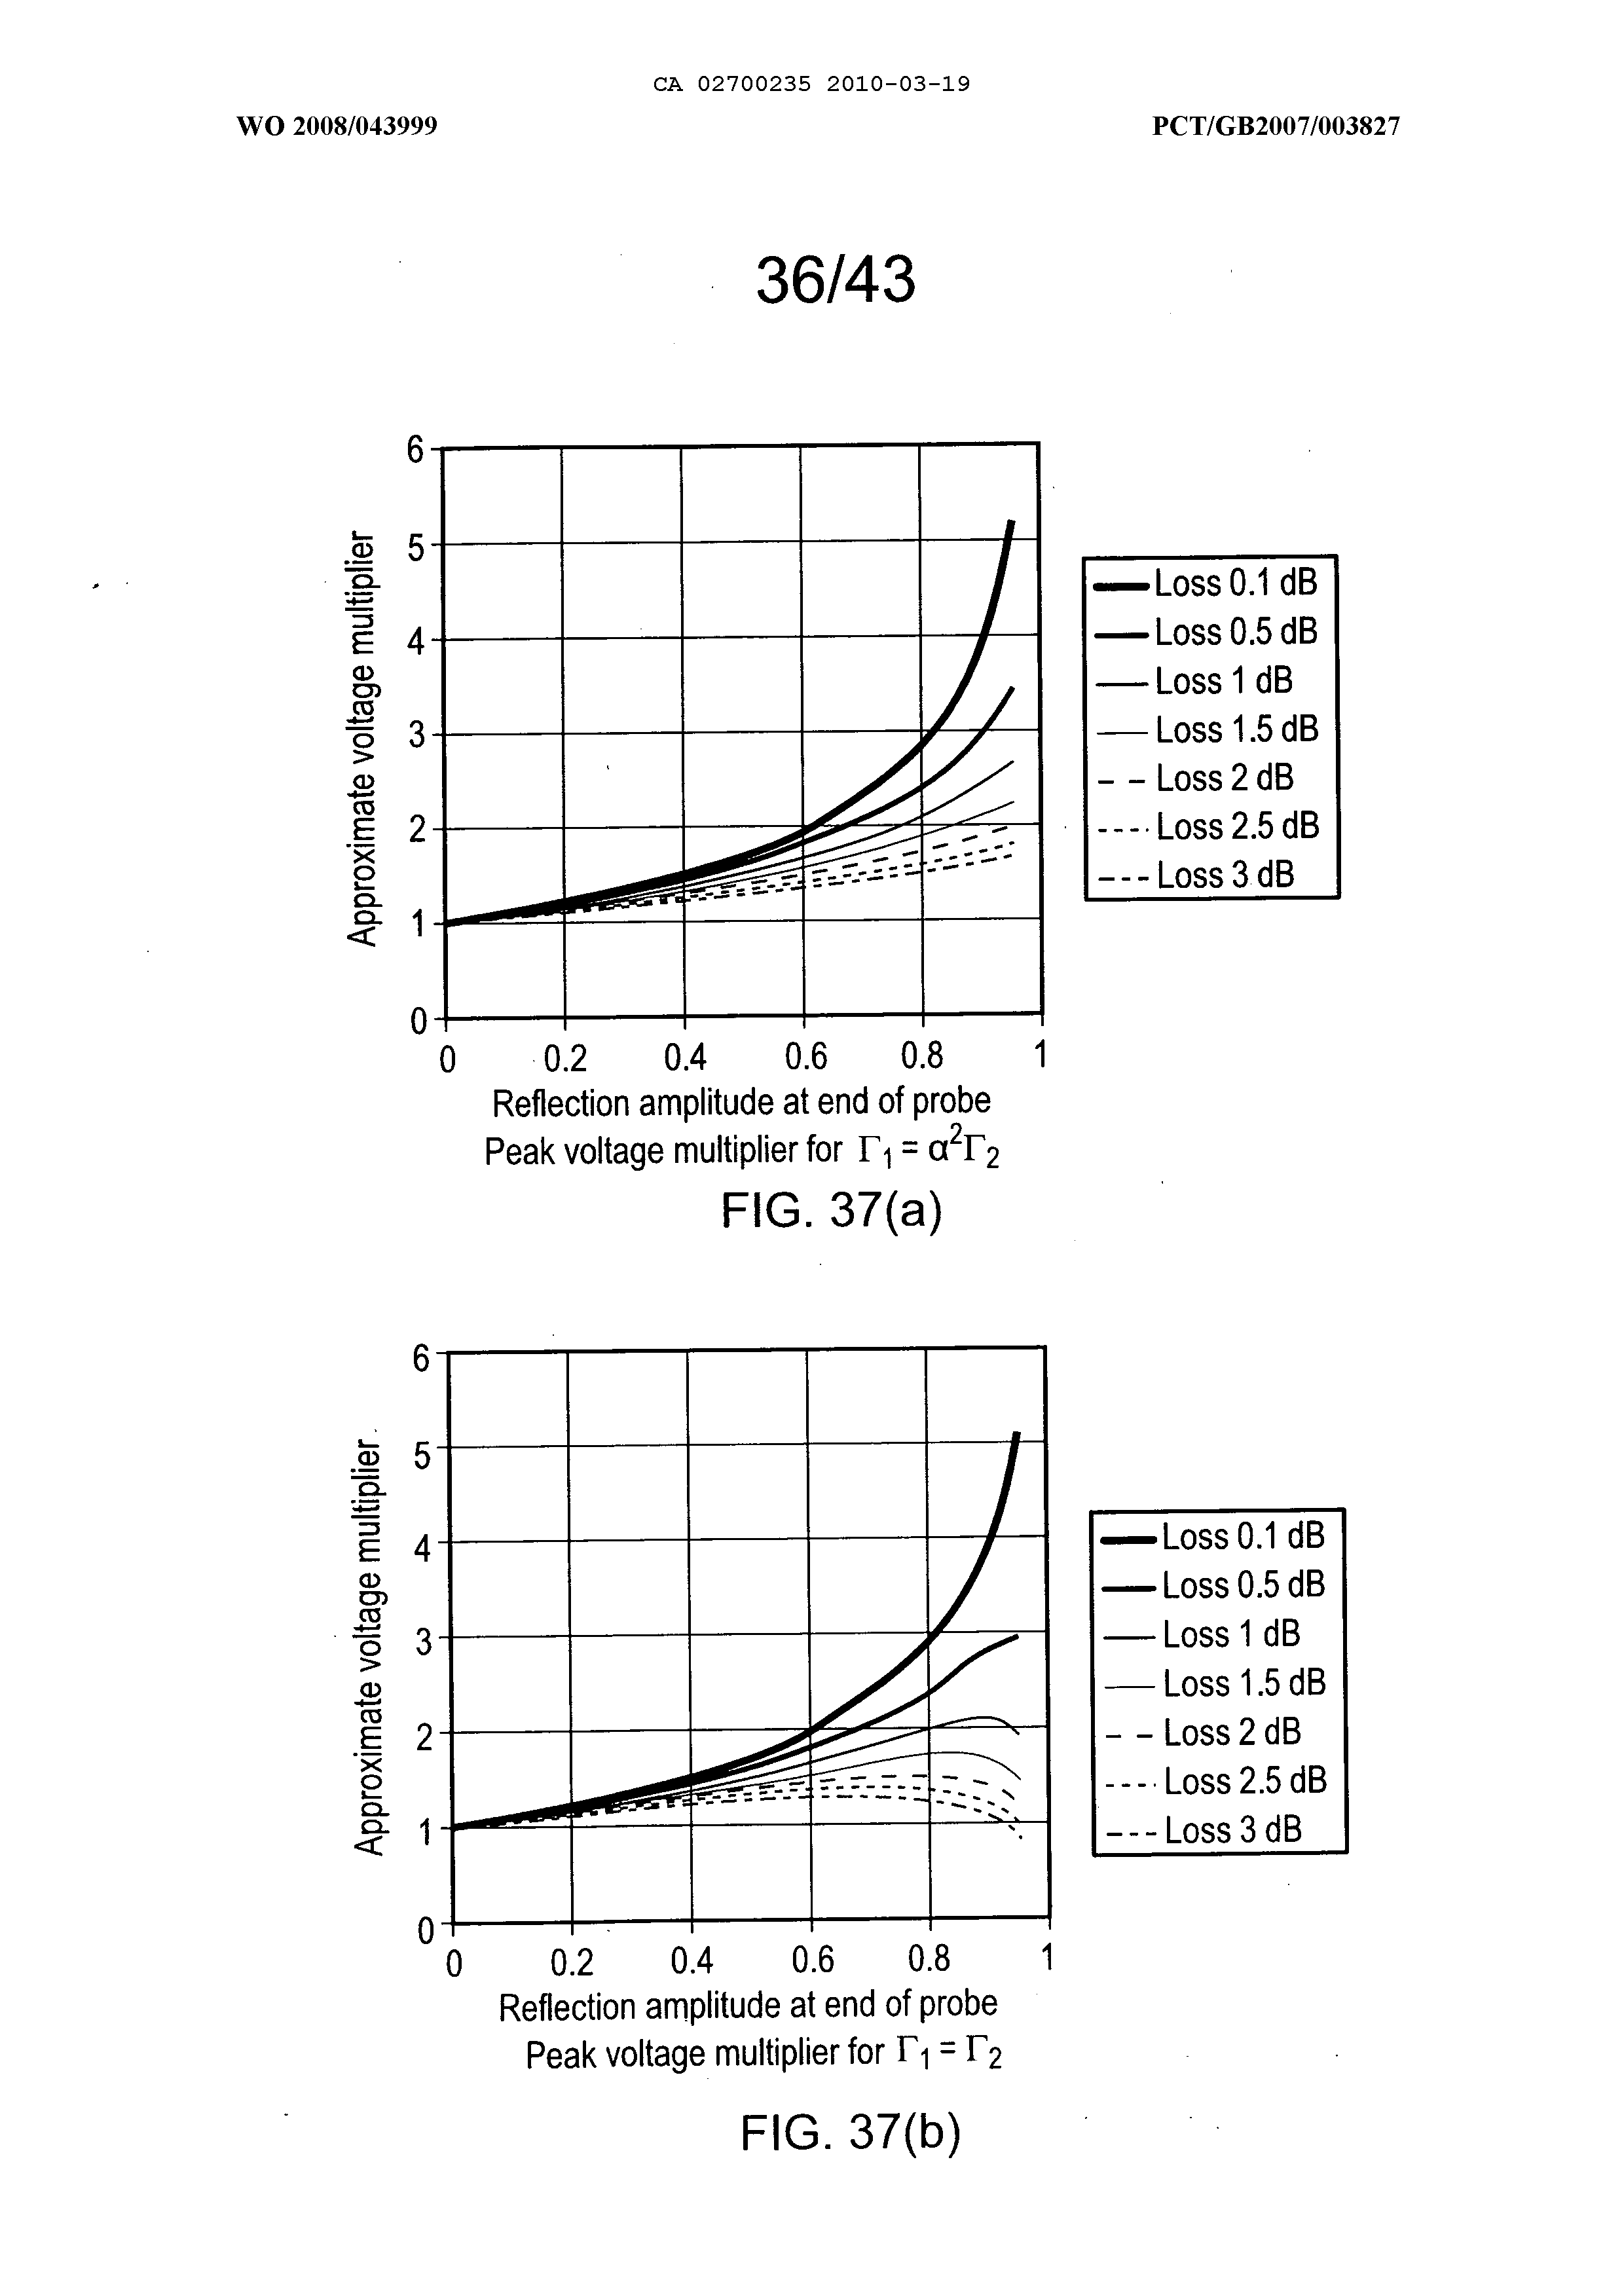 CA 02700235 2010-03-19
WO 2008/043999
PCT/GB2007/003827
36/43
Approximate voltage multiplier
6
5
4
3
2
1
0
0 0.2 0.4 0.6 0.8 1
Loss 0.1 dB
Loss 0.5 dB
Loss 1 dB
Loss 1.5 dB
Loss 2 dB
Loss 2.5 dB
Loss 3 dB
Reflection amplitude at end of probe
Peak voltage multiplier for Γ₁ = α²Γ₂
FIG. 37(a)
Approximate voltage multiplier
6
5
4
3
2
1
0
0 0.2 0.4 0.6 0.8 1
Loss 0.1 dB
Loss 0.5 dB
Loss 1 dB
Loss 1.5 dB
Loss 2 dB
Loss 2.5 dB
Loss 3 dB
Reflection amplitude at end of probe
Peak voltage multiplier for Γ₁ = Γ₂
FIG. 37(b)